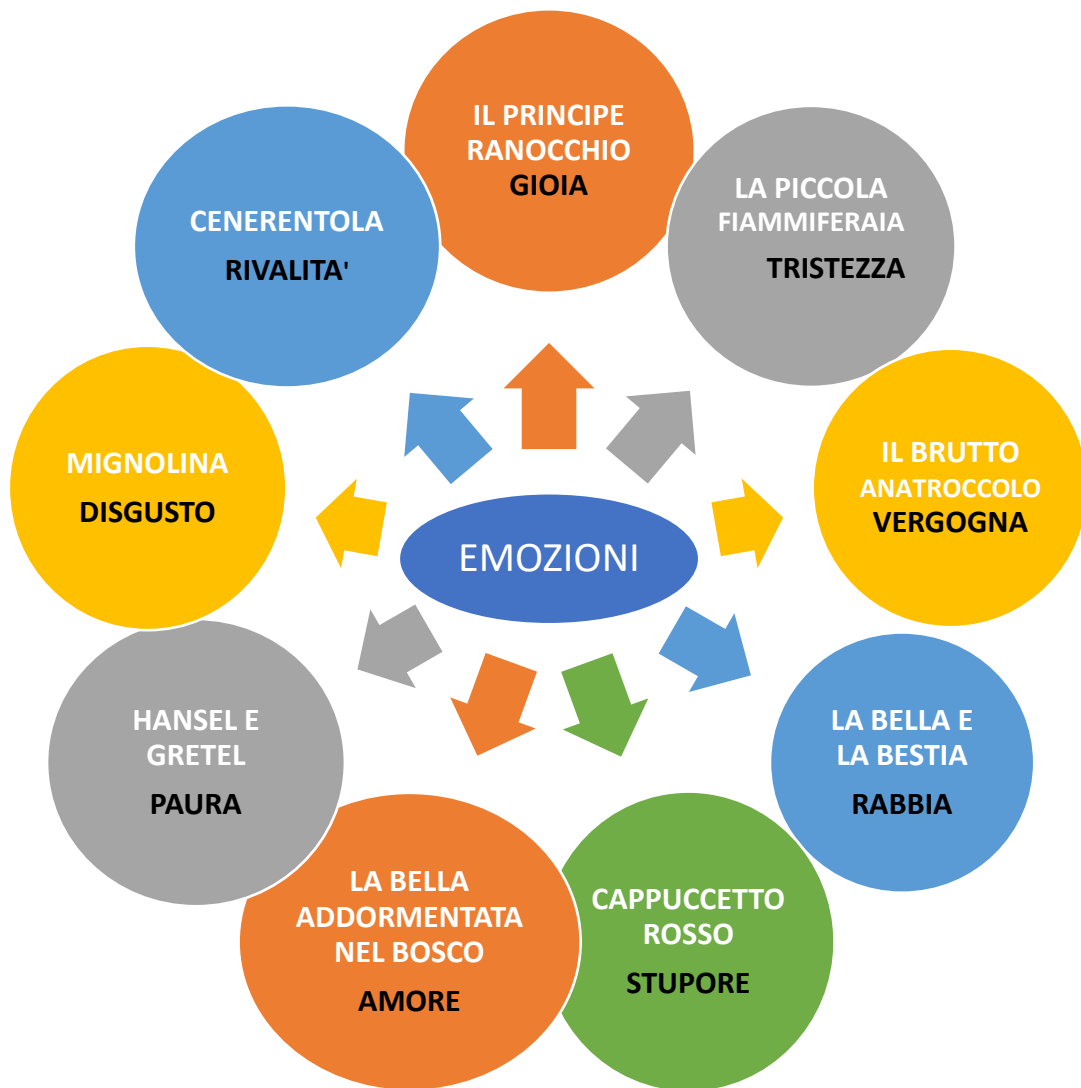 IL PRINCIPE
RANOCCHIO
GIOIA
LA PICCOLA
FIAMMIFERAIA
TRISTEZZA
IL BRUTTO
ANATROCCOLO
VERGOGNA
LA BELLA E
LA BESTIA
RABBIA
CAPPUCCETTO
ROSSO
STUPORE
LA BELLA
ADDORMENTATA
NEL BOSCO
AMORE
HANSEL E
GRETEL
PAURA
MIGNOLINA
DISGUSTO
CENERENTOLA
RIVALITA'
EMOZIONI